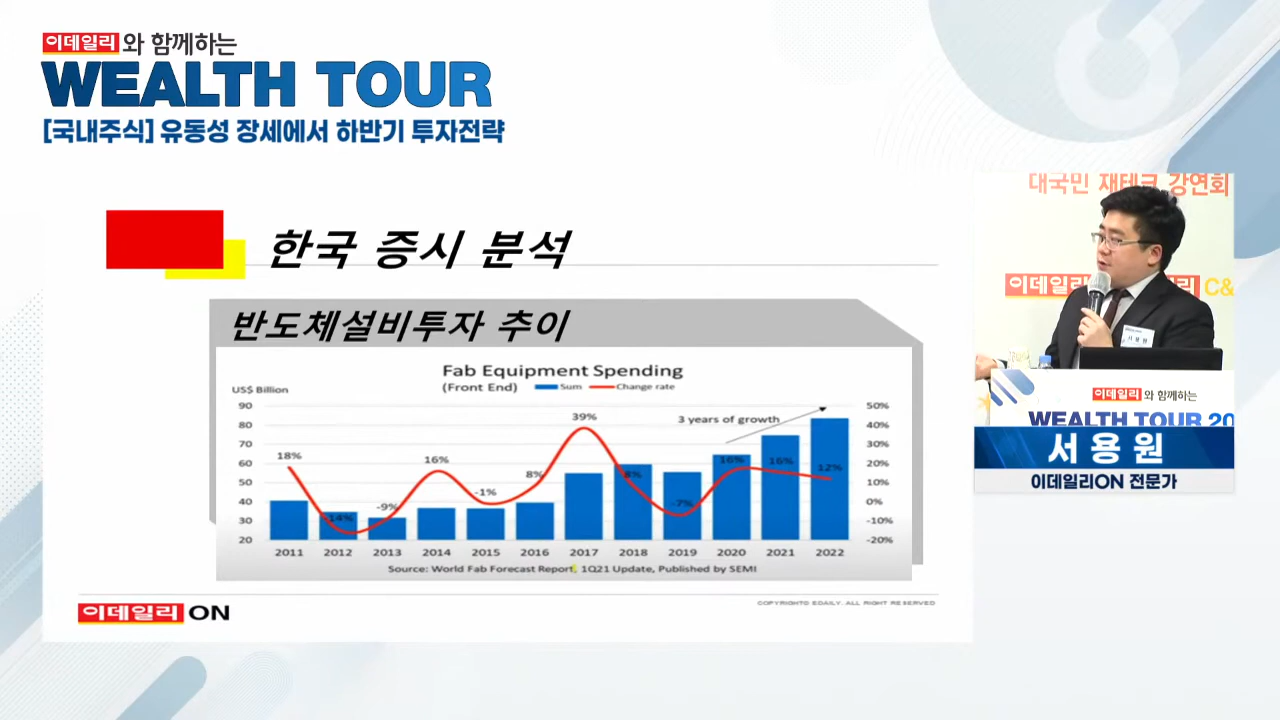 이데일리와 함께하는
WEALTH TOUR
[국내주식] 유동성 장세에서 하반기 투자전략
한국 증시 분석
반도체설비투자 추이
Fab Equipment Spending
(Front End) Sum Change rate
US$ Billion
3 years of growth
90 80 70 60 50 40 30 20
50% 40% 30% 20% 10% 0% -10% -20%
18% -14% -9% 16% -1% 8% 39% 8% -7% 16% 16% 12%
2011 2012 2013 2014 2015 2016 2017 2018 2019 2020 2021 2022
Source: World Fab Forecast Report, 1Q21 Update, Published by SEMI
이데일리 ON
COPYRIGHT© EDAILY. ALL RIGHT RESERVED
대국민 재테크 강연회
이데일리
리 C&
서용원
이데일리와 함께하는
WEALTH TOUR 20
서용원
이데일리ON 전문가